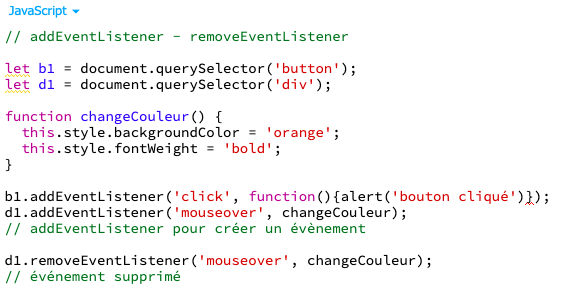 JavaScript
// addEventListener - removeEventListener
let b1 = document.querySelector('button');
let d1 = document.querySelector('div');
function changeCouleur() {
this.style.backgroundColor = 'orange';
this.style.fontWeight = 'bold';
}
b1.addEventListener('click', function(){alert('bouton cliqué')});
d1.addEventListener('mouseover', changeCouleur);
// addEventListener pour créer un évènement
d1.removeEventListener('mouseover', changeCouleur);
// événement supprimé